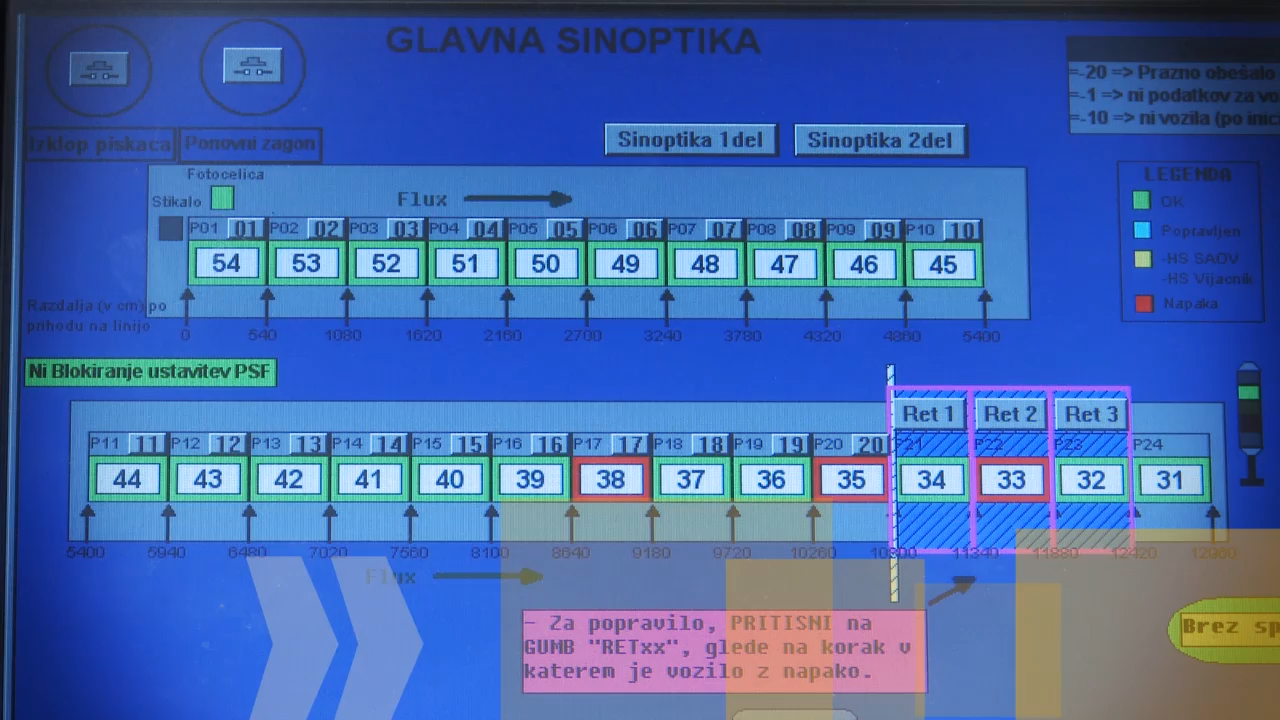 GLAVNA SINOPTIKA
=-20 => Prazno obešalo
=-1 => ni podatkov za vo
=-10 => ni vozila (po inic
Izklop piskaca
Ponovni zagon
Sinoptika 1del
Sinoptika 2del
Fotocelica
Stikalo
Flux
LEGENDA
OK
Popravljen
-HS SAOV
-HS Vijacnik
Napaka
P01 01 P02 02 P03 03 P04 04 P05 05 P06 06 P07 07 P08 08 P09 09 P10 10
54 53 52 51 50 49 48 47 46 45
Razdalja (v cm) po
prihodu na linijo
0 540 1080 1620 2160 2700 3240 3780 4320 4860 5400
Ni Blokiranje ustavitev PSF
Ret 1 Ret 2 Ret 3
P11 11 P12 12 P13 13 P14 14 P15 15 P16 16 P17 17 P18 18 P19 19 P20 20 P21 P22 P23 P24
44 43 42 41 40 39 38 37 36 35 34 33 32 31
5400 5940 6480 7020 7560 8100 8640 9180 9720 10260 10800 11340 11880 12420 12960
Flux
- Za popravilo, PRITISNI na
GUMB "RETxx", glede na korak v
katerem je vozilo z napako.
Brez sp